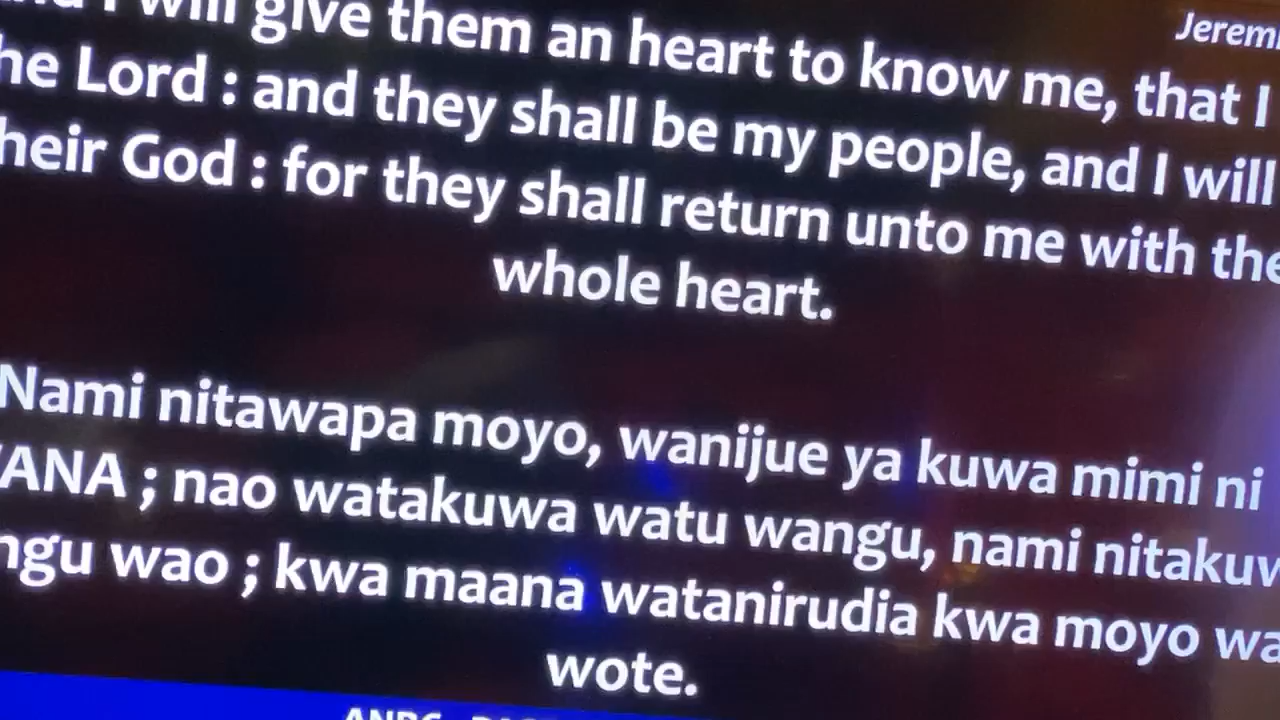 Jerem
I will give them an heart to know me, that I
he Lord : and they shall be my people, and I will
heir God : for they shall return unto me with the
whole heart.
Nami nitawapa moyo, wanijue ya kuwa mimi ni
ANA ; nao watakuwa watu wangu, nami nitakuw
ngu wao ; kwa maana watanirudia kwa moyo wa
wote.